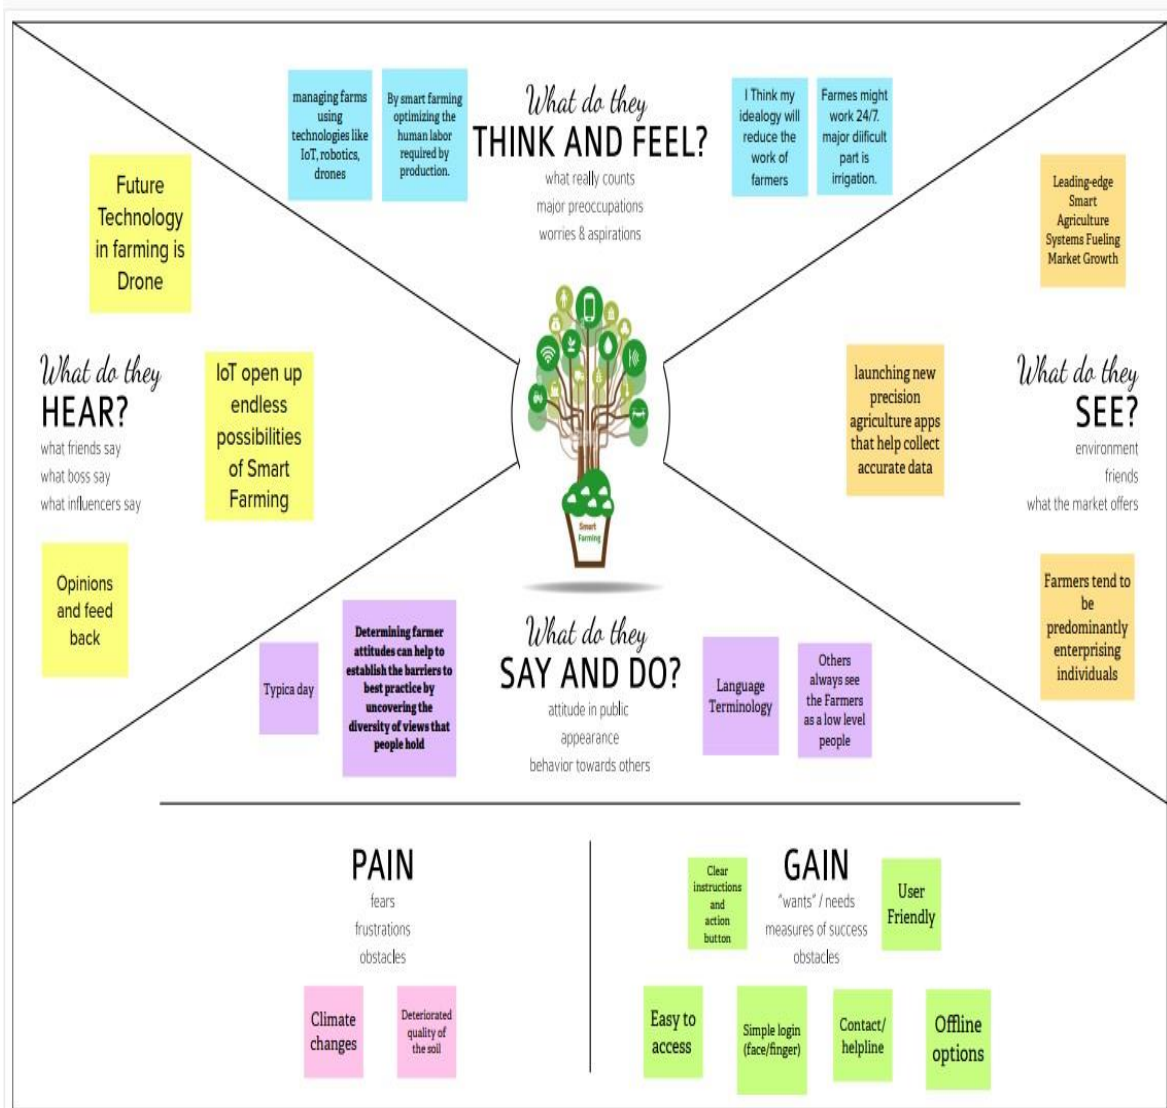 managing farms
using
technologies like
IoT, robotics,
drones
By smart farming
optimizing the
human labor
required by
production.
What do they
THINK AND FEEL?
what really counts
major preoccupations
worries & aspirations
I Think my
idealogy will
reduce the
work of
farmers
Farmes might
work 24/7.
major diificult
part is
irrigation.
Future
Technology
in farming is
Drone
What do they
HEAR?
what friends say
what boss say
what influencers say
IoT open up
endless
possibilities
of Smart
Farming
Opinions
and feed
back
Smart
Farming
Leading-edge
Smart
Agriculture
Systems Fueling
Market Growth
launching new
precision
agriculture apps
that help collect
accurate data
What do they
SEE?
environment
friends
what the market offers
Farmers tend to
be
predominantly
enterprising
individuals
Typica day
Determining farmer
attitudes can help to
establish the barriers to
best practice by
uncovering the
diversity of views that
people hold
What do they
SAY AND DO?
attitude in public
appearance
behavior towards others
Language
Terminology
Others
always see
the Farmers
as a low level
people
PAIN
fears
frustrations
obstacles
Climate
changes
Deteriorated
quality of
the soil
Clear
instructions
and
action
button
GAIN
"wants" / needs
measures of success
obstacles
User
Friendly
Easy to
access
Simple login
(face/finger)
Contact/
helpline
Offline
options